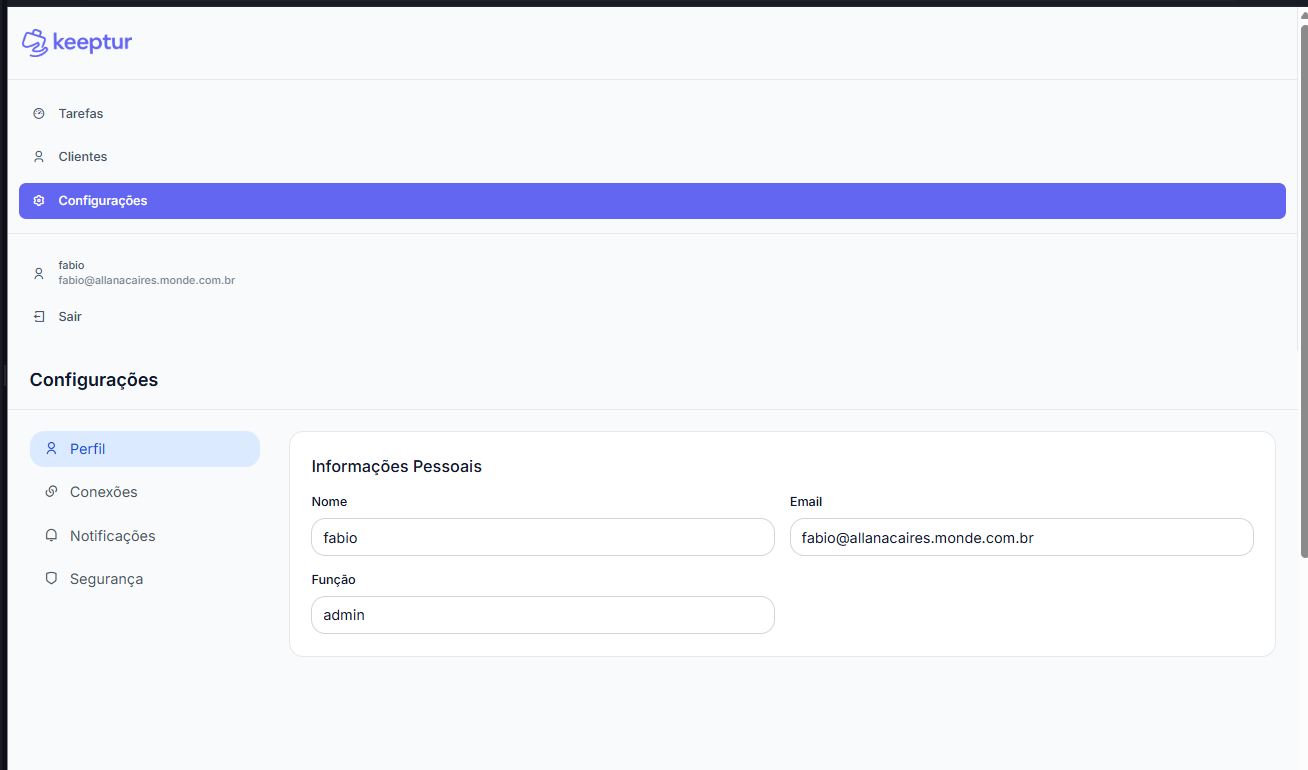 keeptur
Tarefas
Clientes
Configurações
fabio
fabio@allanacaires.monde.com.br
Sair
Configurações
Perfil
Conexões
Notificações
Segurança
Informações Pessoais
Nome
Email
fabio
fabio@allanacaires.monde.com.br
Função
admin